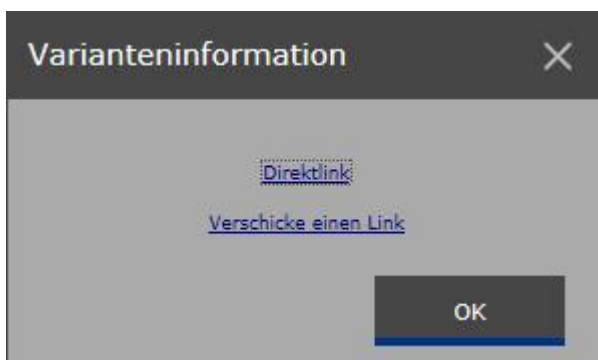 Varianteninformation
Direktlink
Verschicke einen Link
OK